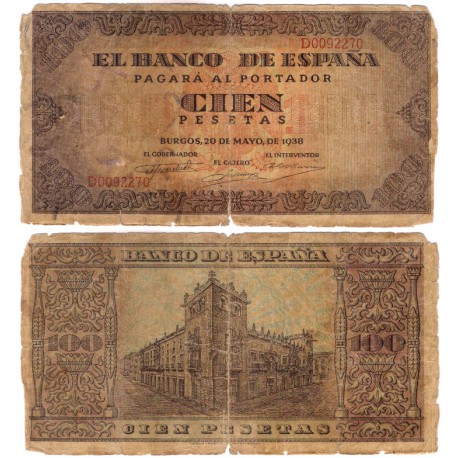 D0092270
EL BANCO DE ESPAÑA
PAGARÁ AL PORTADOR
CIEN
PESETAS
BURGOS, 20 DE MAYO, DE 1938
EL GOBERNADOR EL CAJERO EL INTERVENTOR
D0092270
BANCO DE ESPAÑA
100 100
CIEN PESETAS